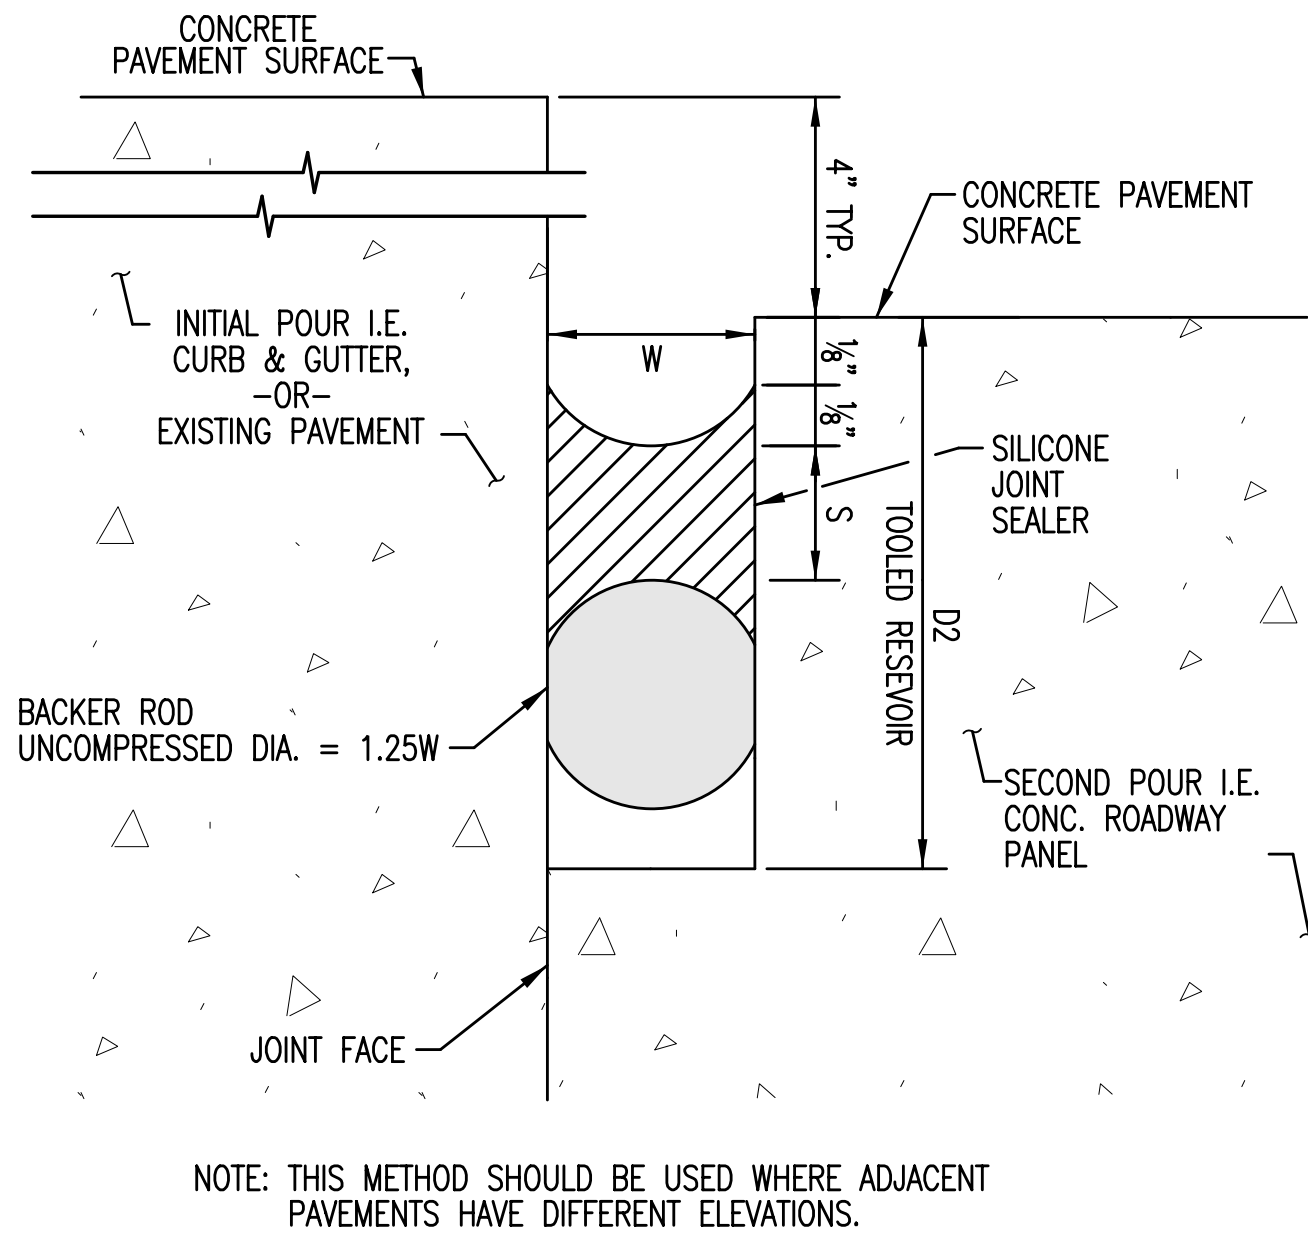 CONCRETE
PAVEMENT SURFACE
4" TYP.
CONCRETE PAVEMENT
SURFACE
INITIAL POUR I.E.
CURB & GUTTER,
-OR-
EXISTING PAVEMENT
W
⅛"
⅛"
S
SILICONE
JOINT
SEALER
TOOLED RESEVOIR
D2
BACKER ROD
UNCOMPRESSED DIA. = 1.25W
SECOND POUR I.E.
CONC. ROADWAY
PANEL
JOINT FACE
NOTE: THIS METHOD SHOULD BE USED WHERE ADJACENT
PAVEMENTS HAVE DIFFERENT ELEVATIONS.